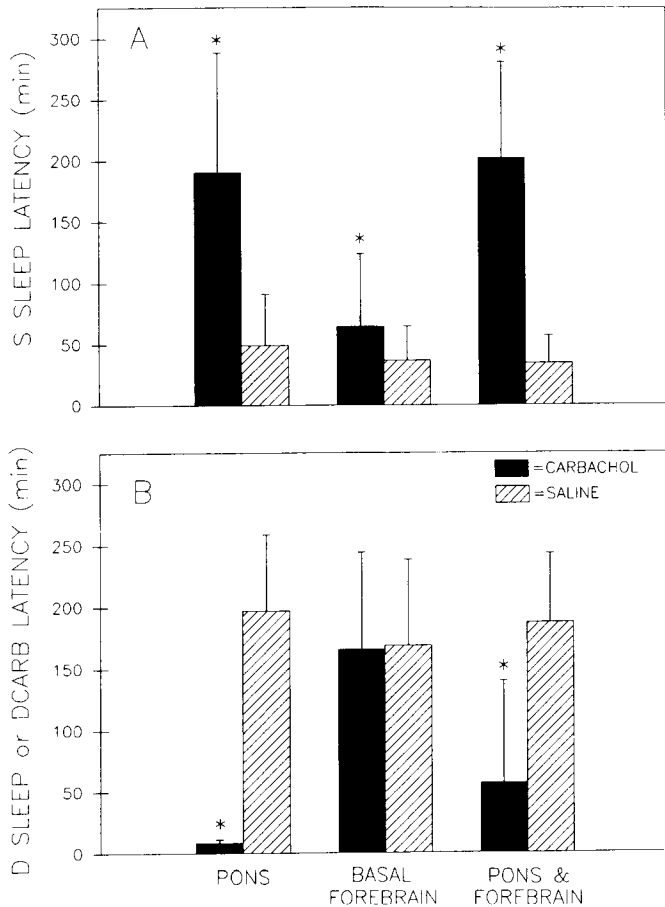 A
S SLEEP LATENCY (min)
300
250
200
150
100
50
0
*
*
*
B
D SLEEP or DCARB LATENCY (min)
300
250
200
150
100
50
0
=CARBACHOL
=SALINE
*
*
PONS
BASAL
FOREBRAIN
PONS &
FOREBRAIN